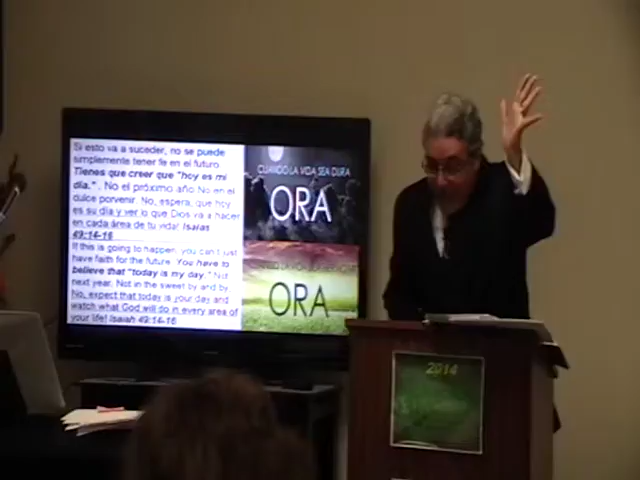 Si esto va a suceder, no se puede
simplemente tener fe en el futuro.
Tienes que creer que "hoy es mi
día.". No el próximo año No en el
dulce porvenir. No, espera, que hoy
es su día y ver lo que Dios va a hacer
en cada área de tu vida! Isaías
49:14-16
If this is going to happen, you can't just
have faith for the future. You have to
believe that "today is my day." Not
next year. Not in the sweet by and by
No, expect that today is your day and
watch what God will do in every area of
your life! Isaiah 49:14-16
CUANDO LA VIDA SEA DURA
ORA
CUANDO LA VIDA
ORA
2014